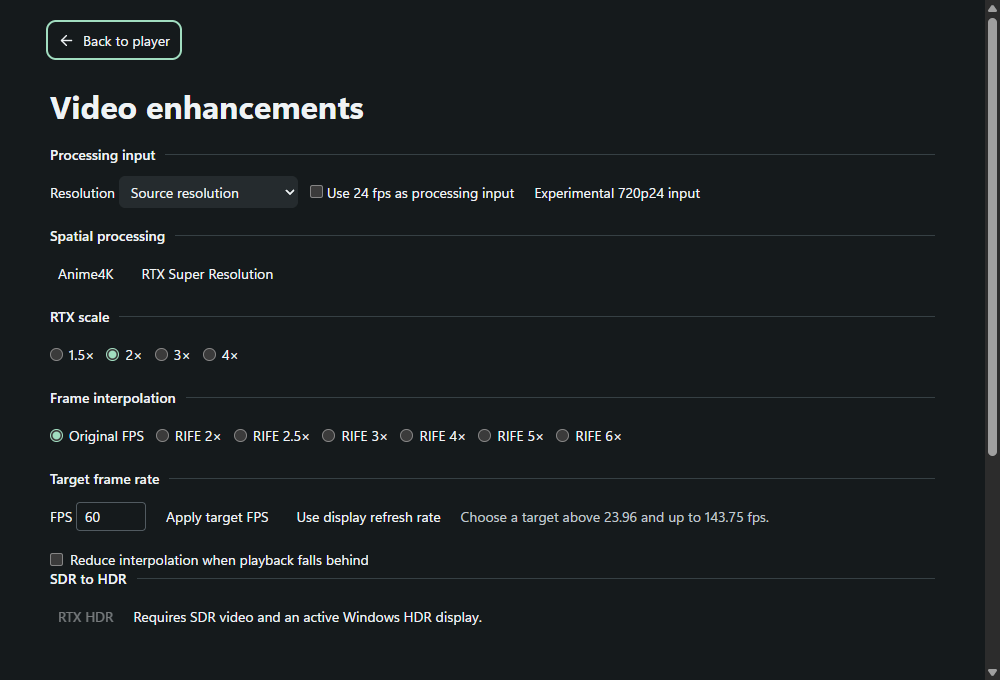 Back to player
Video enhancements
Processing input
Resolution Source resolution Use 24 fps as processing input Experimental 720p24 input
Spatial processing
Anime4K RTX Super Resolution
RTX scale
1.5× 2× 3× 4×
Frame interpolation
Original FPS RIFE 2× RIFE 2.5× RIFE 3× RIFE 4× RIFE 5× RIFE 6×
Target frame rate
FPS 60 Apply target FPS Use display refresh rate Choose a target above 23.96 and up to 143.75 fps.
Reduce interpolation when playback falls behind
SDR to HDR
RTX HDR Requires SDR video and an active Windows HDR display.